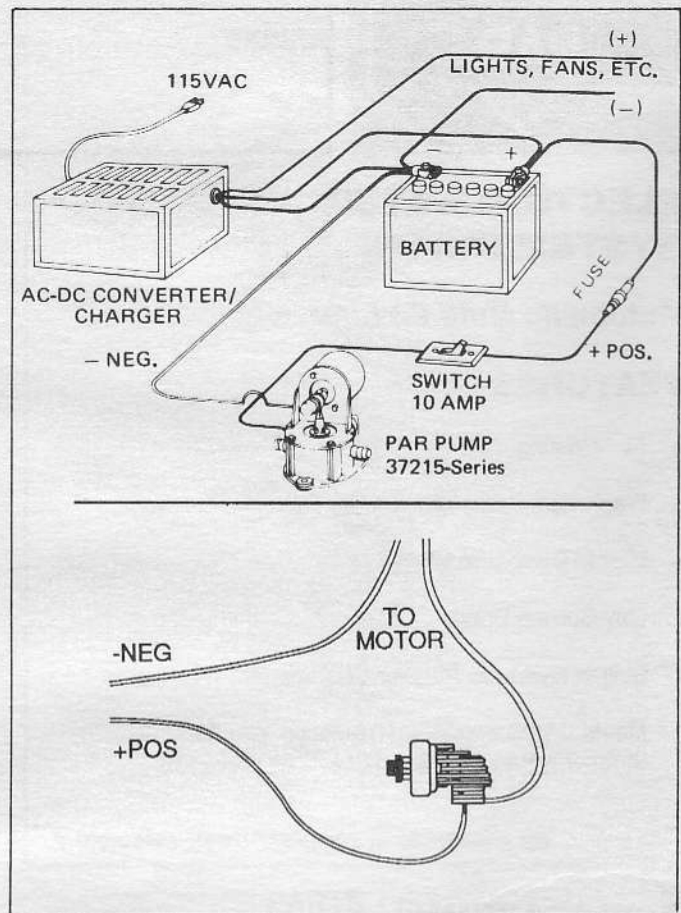 (+)
LIGHTS, FANS, ETC.
115VAC
(−)
− +
BATTERY
FUSE
AC-DC CONVERTER/
CHARGER
− NEG.
+ POS.
SWITCH
10 AMP
PAR PUMP
37215-Series
TO
MOTOR
-NEG
+POS